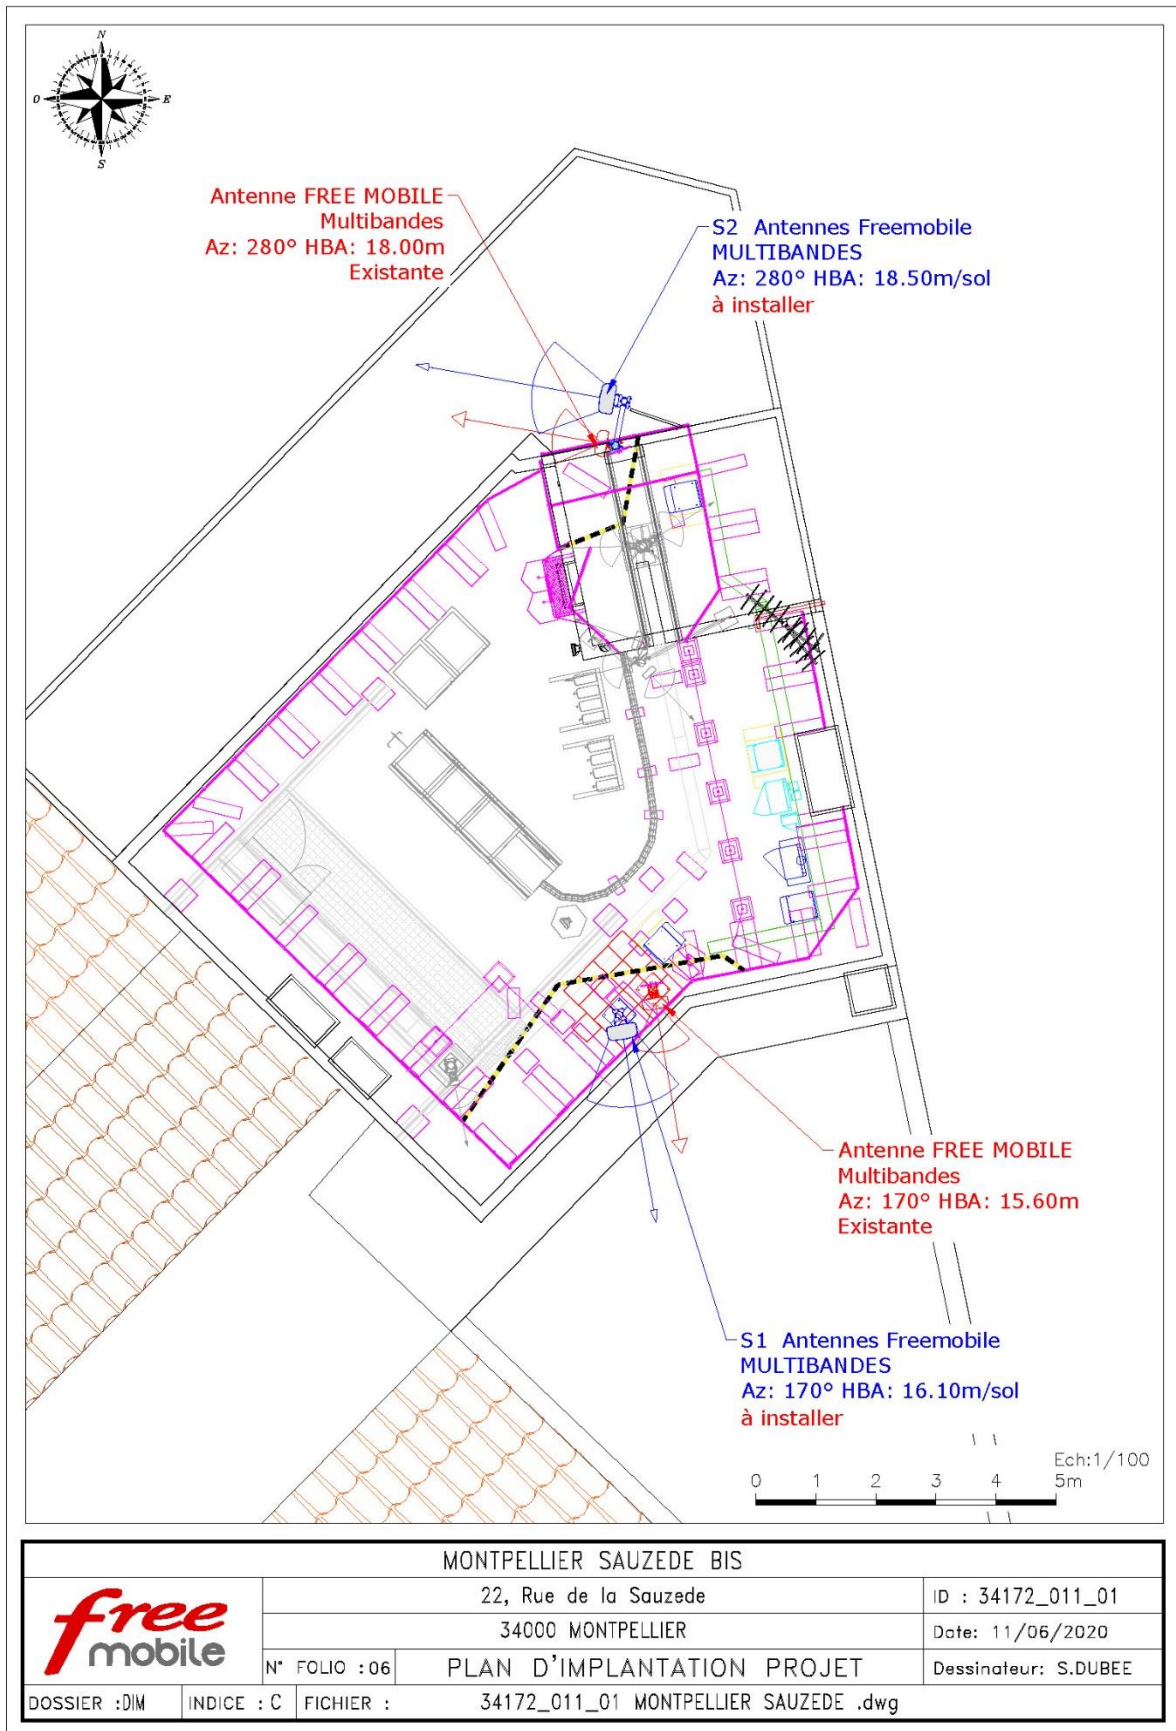 N
O
E
S
Antenne FREE MOBILE
Multibandes
Az: 280° HBA: 18.00m
Existante
S2 Antennes Freemobile
MULTIBANDES
Az: 280° HBA: 18.50m/sol
à installer
Antenne FREE MOBILE
Multibandes
Az: 170° HBA: 15.60m
Existante
S1 Antennes Freemobile
MULTIBANDES
Az: 170° HBA: 16.10m/sol
à installer
Ech:1/100
0 1 2 3 4 5m
MONTPELLIER SAUZEDE BIS
free
mobile
22, Rue de la Sauzede
ID : 34172_011_01
34000 MONTPELLIER
Date: 11/06/2020
N° FOLIO :06
PLAN D'IMPLANTATION PROJET
Dessinateur: S.DUBEE
DOSSIER :DIM
INDICE : C
FICHIER :
34172_011_01 MONTPELLIER SAUZEDE .dwg